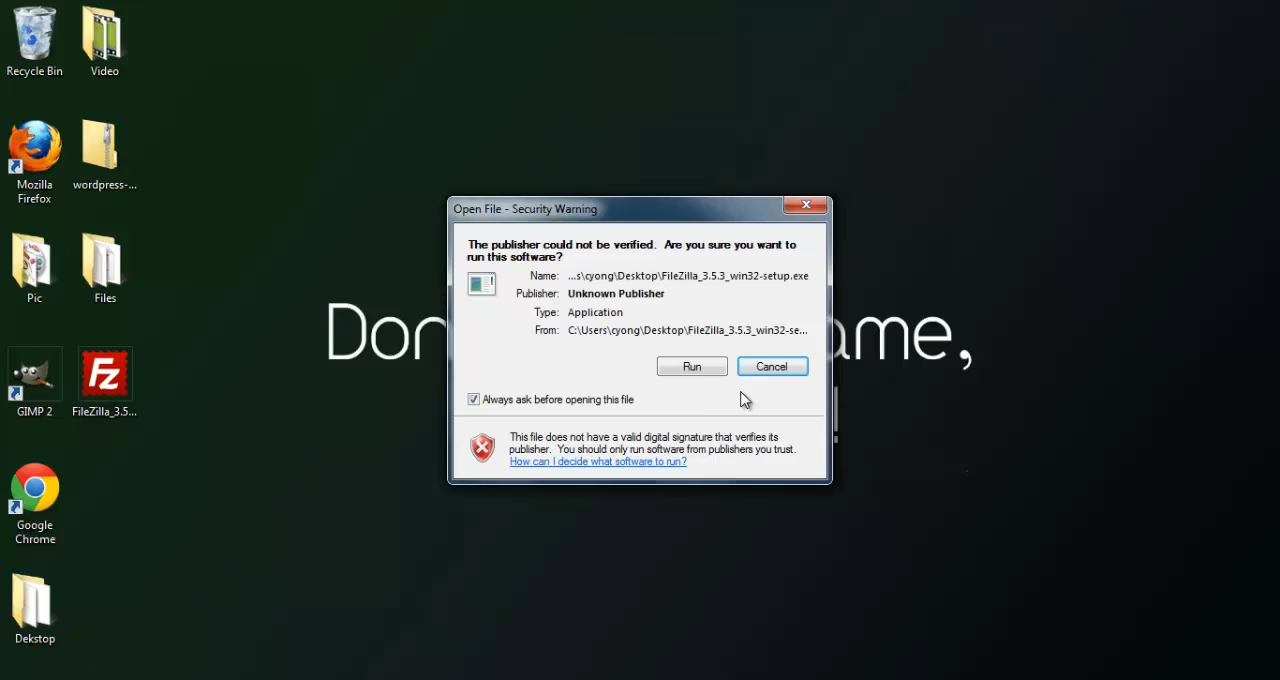 Recycle Bin
Video
Mozilla
Firefox
wordpress-...
Pic
Files
GIMP 2
Fz
FileZilla_3.5...
Google
Chrome
Dekstop
Don
ame,
!
Open File - Security Warning
The publisher could not be verified. Are you sure you want to
run this software?
Name: ...s\cyong\Desktop\FileZilla_3.5.3_win32-setup.exe
Publisher: Unknown Publisher
Type: Application
From: C:\Users\cyong\Desktop\FileZilla_3.5.3_win32-se...
Run Cancel
Always ask before opening this file
This file does not have a valid digital signature that verifies its
publisher. You should only run software from publishers you trust.
How can I decide what software to run?